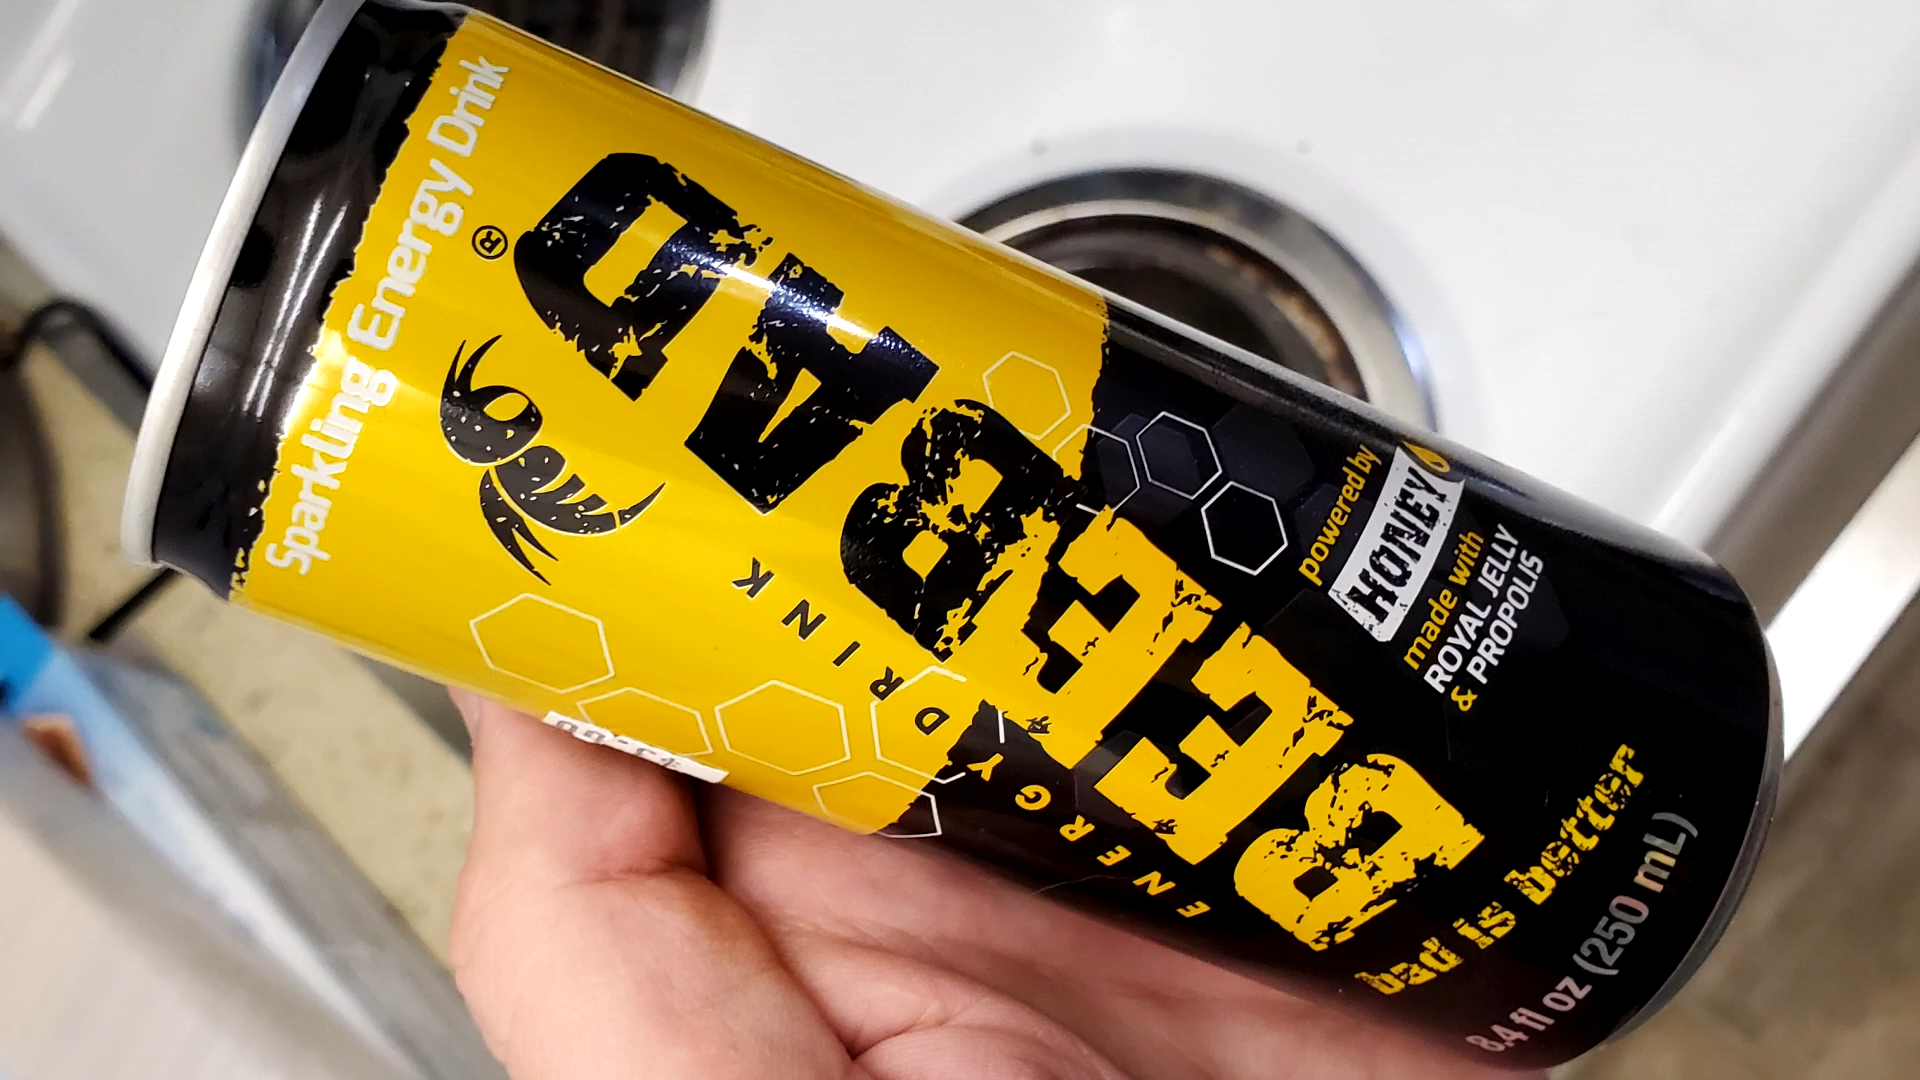 Sparkling Energy Drink
®
BEEBAD
ENERGY DRINK
powered by
HONEY
made with
ROYAL JELLY
& PROPOLIS
bad is better
8.4 fl oz (250 mL)